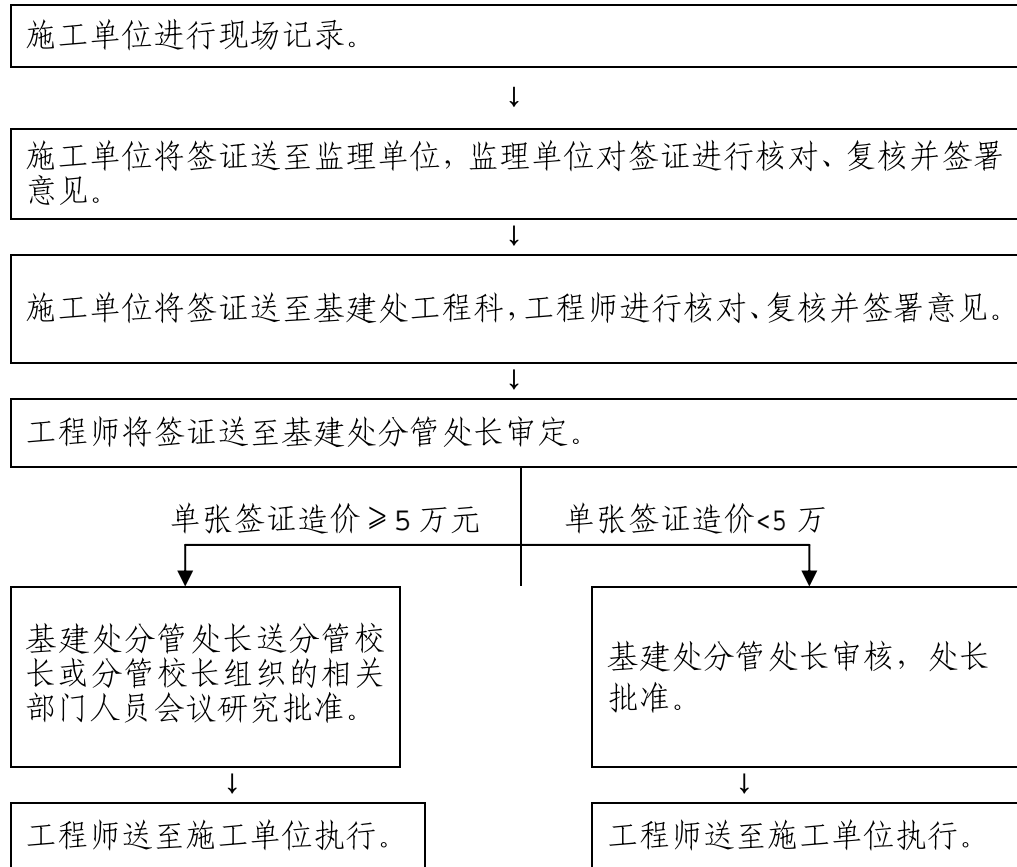 施工单位进行现场记录。
↓
施工单位将签证送至监理单位，监理单位对签证进行核对、复核并签署
意见。
↓
施工单位将签证送至基建处工程科，工程师进行核对、复核并签署意见。
↓
工程师将签证送至基建处分管处长审定。
单张签证造价≥5万元
单张签证造价<5万
基建处分管处长送分管校
长或分管校长组织的相关
部门人员会议研究批准。
基建处分管处长审核，处长
批准。
↓
↓
工程师送至施工单位执行。
工程师送至施工单位执行。